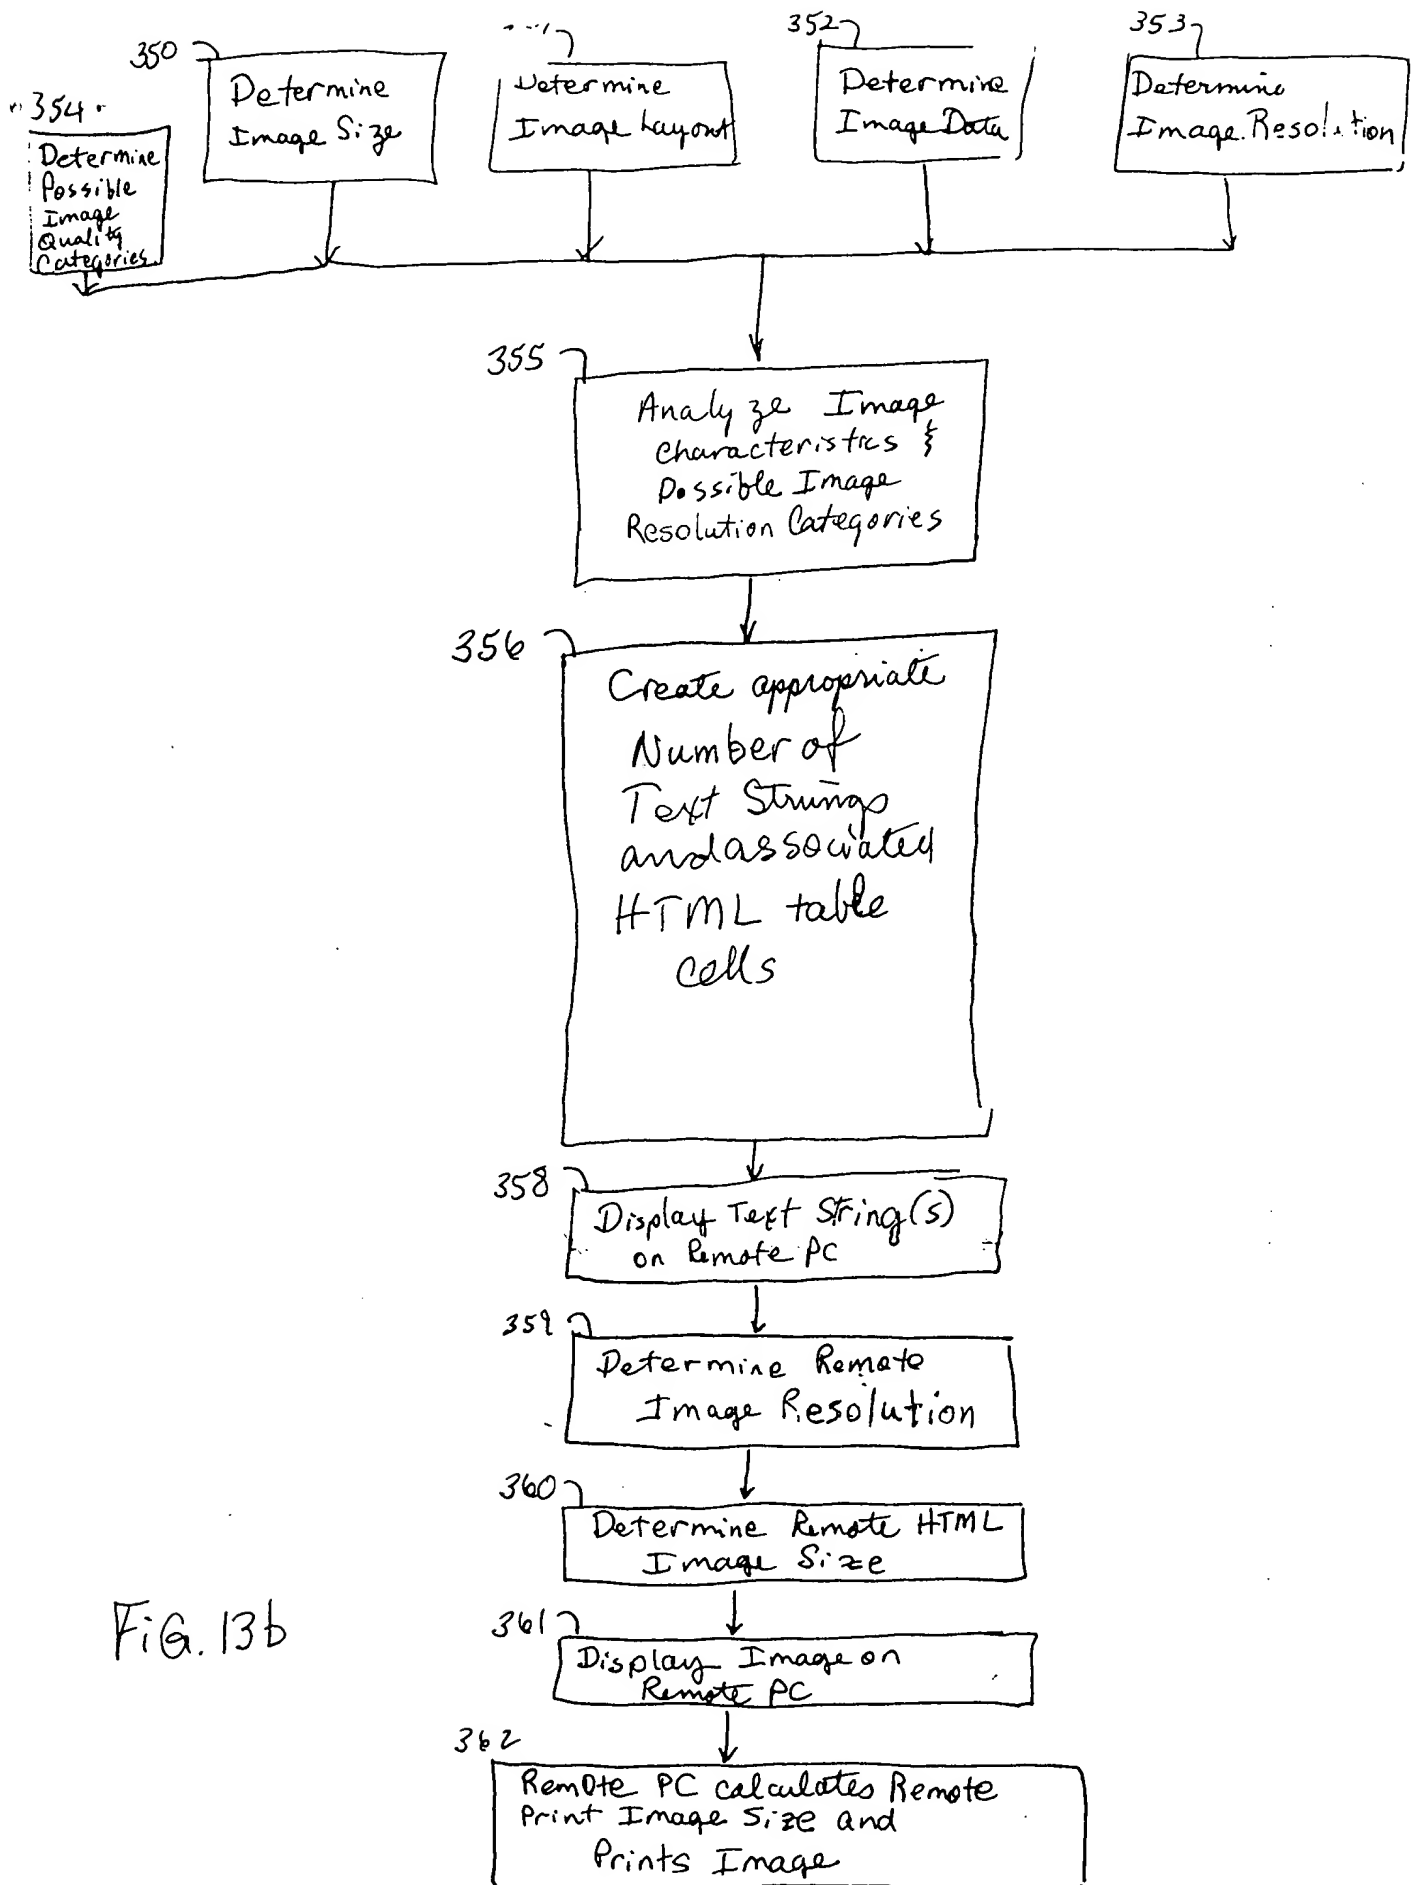 350
352
353
354
Determine
Possible
Image
Quality
Categories
Determine
Image Size
Determine
Image Layout
Determine
Image Data
Determine
Image Resolution
355
Analyze Image
Characteristics &
Possible Image
Resolution Categories
356
Create appropriate
Number of
Text Strings
and associated
HTML table
cells
358
Display Text String(s)
on Remote PC
359
Determine Remote
Image Resolution
360
Determine Remote HTML
Image Size
361
Display Image on
Remote PC
362
Remote PC calculates Remote
Print Image Size and
Prints Image
FiG. 13b